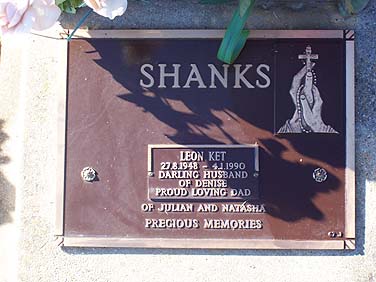 SHANKS
LEON KET
27.8.1948 - 4.1.1990
DARLING HUSBAND
OF DENISE
PROUD LOVING DAD
OF JULIAN AND NATASHA
PRECIOUS MEMORIES